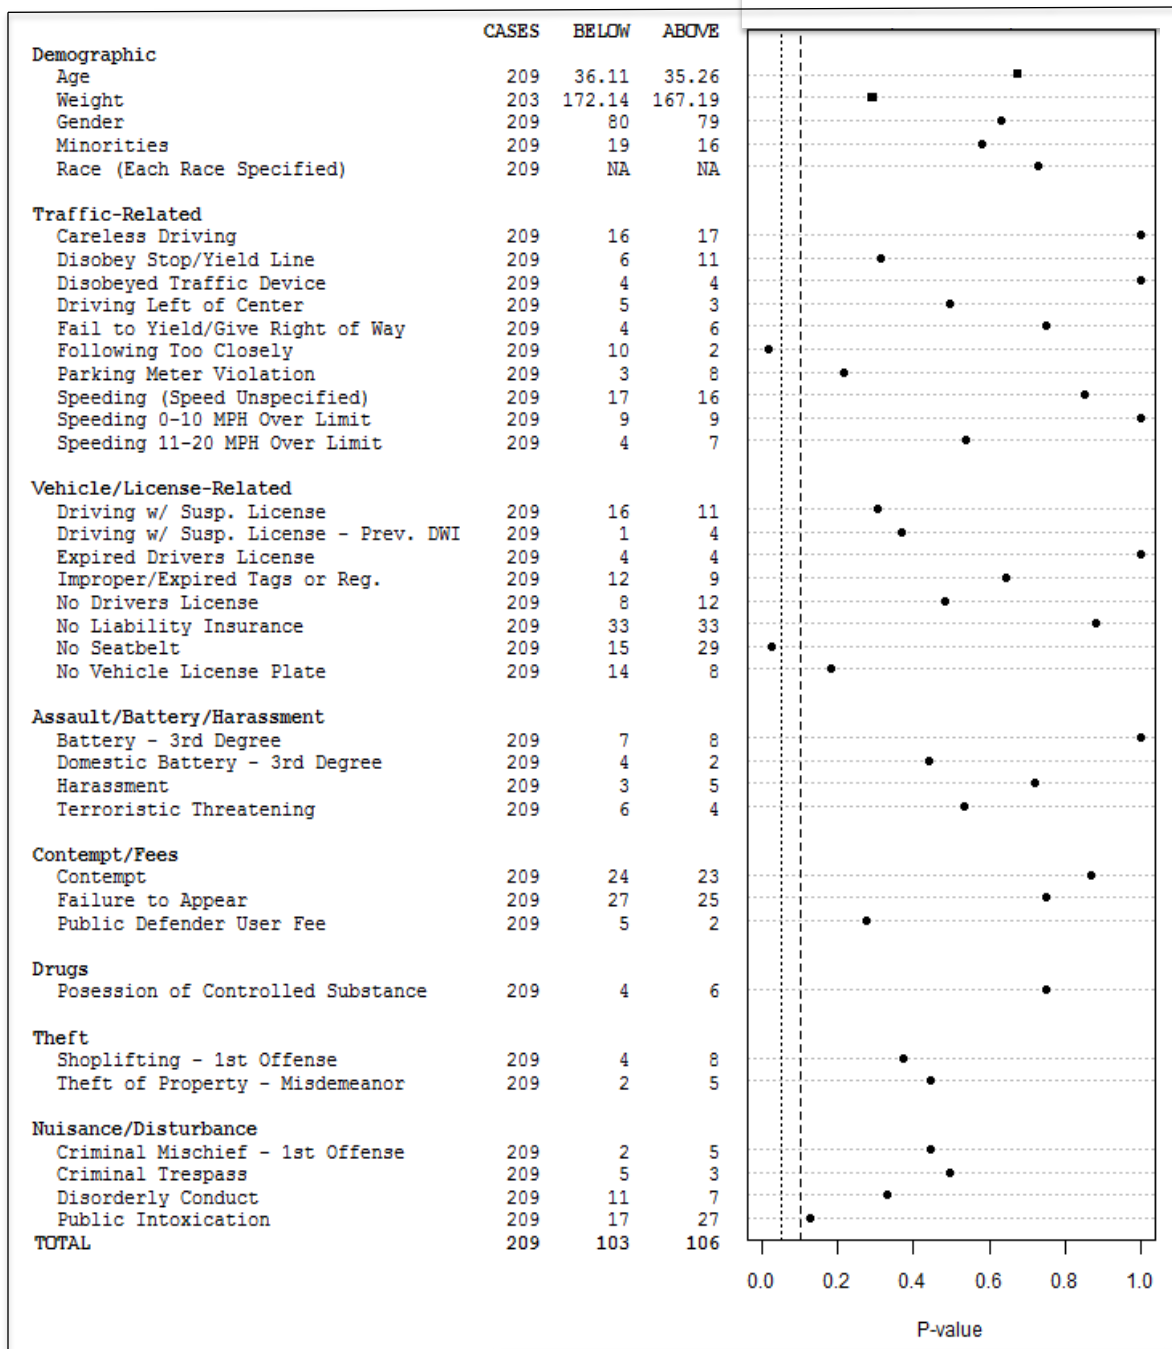 CASES BELOW ABOVE
Demographic
Age 209 36.11 35.26
Weight 203 172.14 167.19
Gender 209 80 79
Minorities 209 19 16
Race (Each Race Specified) 209 NA NA
Traffic-Related
Careless Driving 209 16 17
Disobey Stop/Yield Line 209 6 11
Disobeyed Traffic Device 209 4 4
Driving Left of Center 209 5 3
Fail to Yield/Give Right of Way 209 4 6
Following Too Closely 209 10 2
Parking Meter Violation 209 3 8
Speeding (Speed Unspecified) 209 17 16
Speeding 0-10 MPH Over Limit 209 9 9
Speeding 11-20 MPH Over Limit 209 4 7
Vehicle/License-Related
Driving w/ Susp. License 209 16 11
Driving w/ Susp. License - Prev. DWI 209 1 4
Expired Drivers License 209 4 4
Improper/Expired Tags or Reg. 209 12 9
No Drivers License 209 8 12
No Liability Insurance 209 33 33
No Seatbelt 209 15 29
No Vehicle License Plate 209 14 8
Assault/Battery/Harassment
Battery - 3rd Degree 209 7 8
Domestic Battery - 3rd Degree 209 4 2
Harassment 209 3 5
Terroristic Threatening 209 6 4
Contempt/Fees
Contempt 209 24 23
Failure to Appear 209 27 25
Public Defender User Fee 209 5 2
Drugs
Posession of Controlled Substance 209 4 6
Theft
Shoplifting - 1st Offense 209 4 8
Theft of Property - Misdemeanor 209 2 5
Nuisance/Disturbance
Criminal Mischief - 1st Offense 209 2 5
Criminal Trespass 209 5 3
Disorderly Conduct 209 11 7
Public Intoxication 209 17 27
TOTAL 209 103 106
0.0 0.2 0.4 0.6 0.8 1.0
P-value